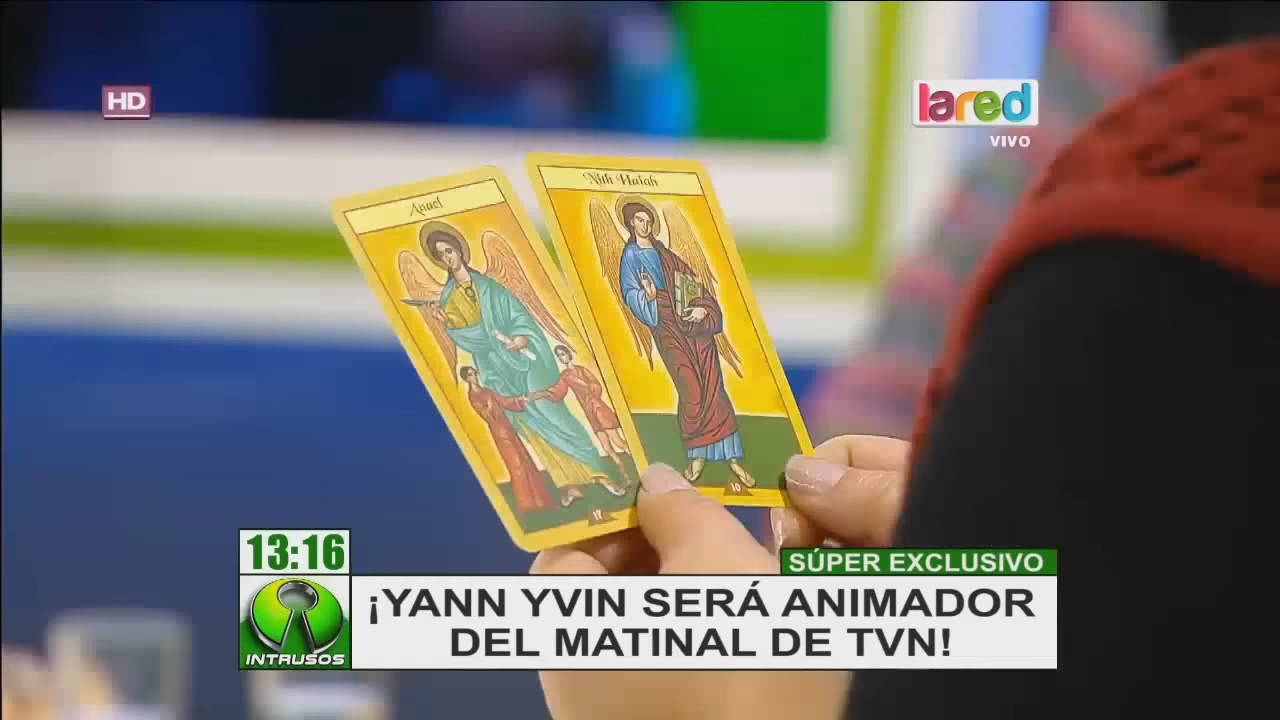 HD
lared
VIVO
Anael
Nith Haiah
10
13:16
SÚPER EXCLUSIVO
¡YANN YVIN SERÁ ANIMADOR
DEL MATINAL DE TVN!
INTRUSOS